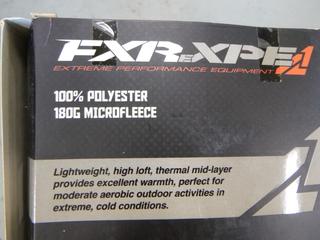 FXR EXPE
EXTREME PERFORMANCE EQUIPMENT
100% POLYESTER
180G MICROFLEECE
Lightweight, high loft, thermal mid-layer
provides excellent warmth, perfect for
moderate aerobic outdoor activities in
extreme, cold conditions.